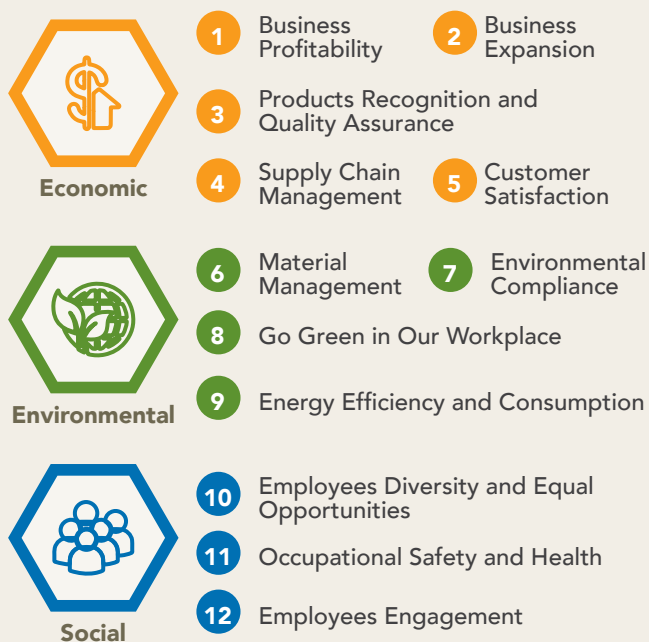 1 Business
Profitability
2 Business
Expansion
3 Products Recognition and
Quality Assurance
4 Supply Chain
Management
5 Customer
Satisfaction
Economic
6 Material
Management
7 Environmental
Compliance
8 Go Green in Our Workplace
9 Energy Efficiency and Consumption
Environmental
10 Employees Diversity and Equal
Opportunities
11 Occupational Safety and Health
12 Employees Engagement
Social